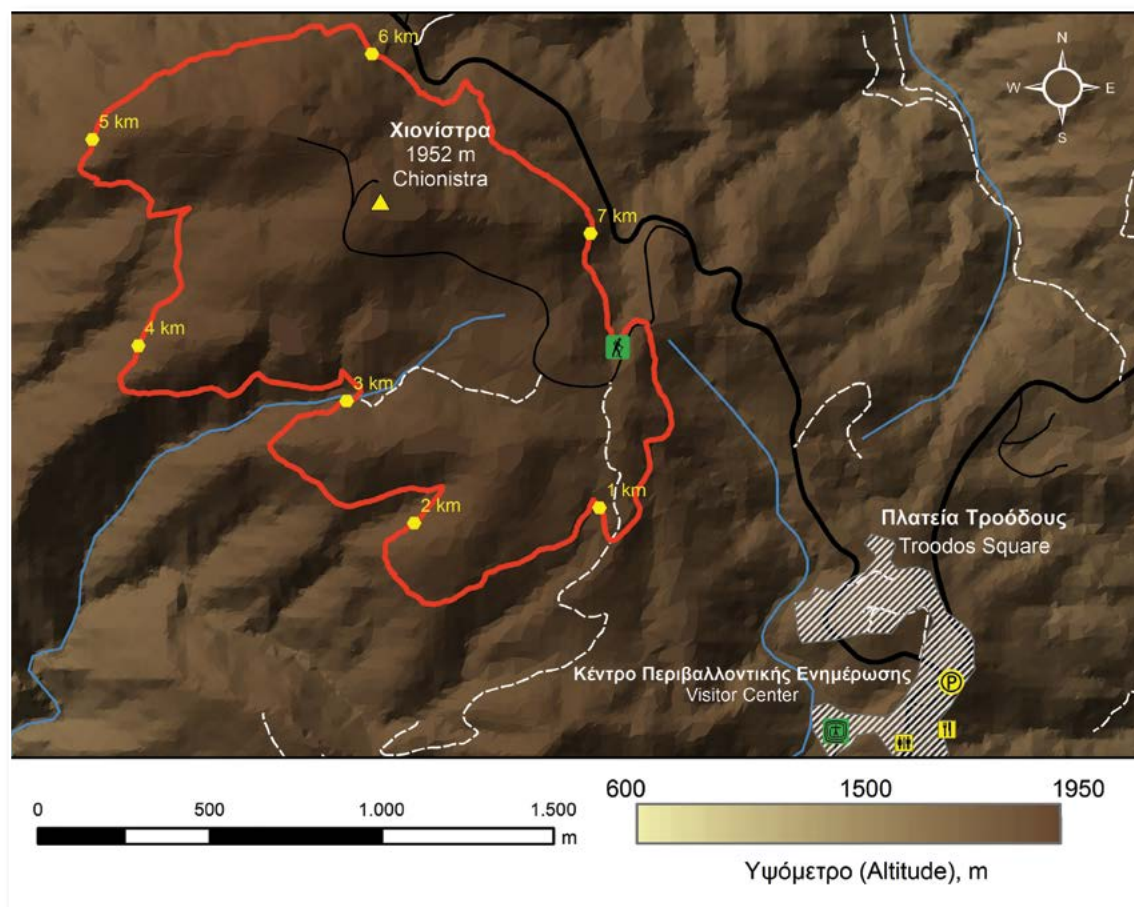 6 km
N
W E
S
5 km
Χιονίστρα
1952 m
Chionistra
7 km
4 km
3 km
1 km
2 km
Πλατεία Τροόδους
Troodos Square
Κέντρο Περιβαλλοντικής Ενημέρωσης
Visitor Center
P
0 500 1.000 1.500
m
600 1500 1950
Υψόμετρο (Altitude), m